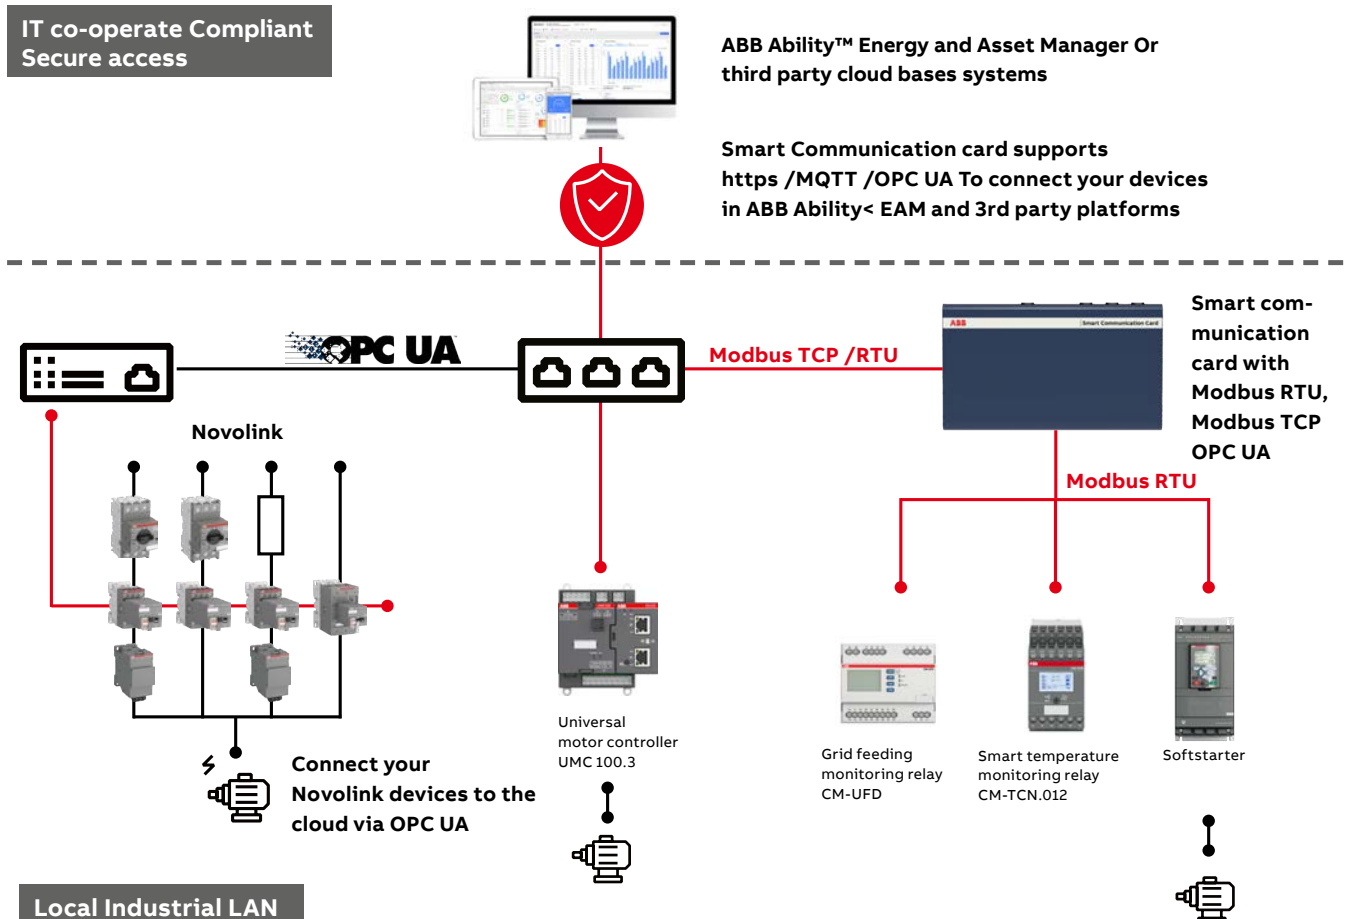 IT co-operate Compliant
Secure access
ABB Ability™ Energy and Asset Manager Or
third party cloud bases systems
Smart Communication card supports
https /MQTT /OPC UA To connect your devices
in ABB Ability< EAM and 3rd party platforms
OPC UA
Modbus TCP /RTU
ABB
Smart Communication Card
Smart com-
munication
card with
Modbus RTU,
Modbus TCP
OPC UA
Novolink
Modbus RTU
Universal
motor controller
UMC 100.3
Grid feeding
monitoring relay
CM-UFD
Smart temperature
monitoring relay
CM-TCN.012
Softstarter
Connect your
Novolink devices to the
cloud via OPC UA
Local Industrial LAN